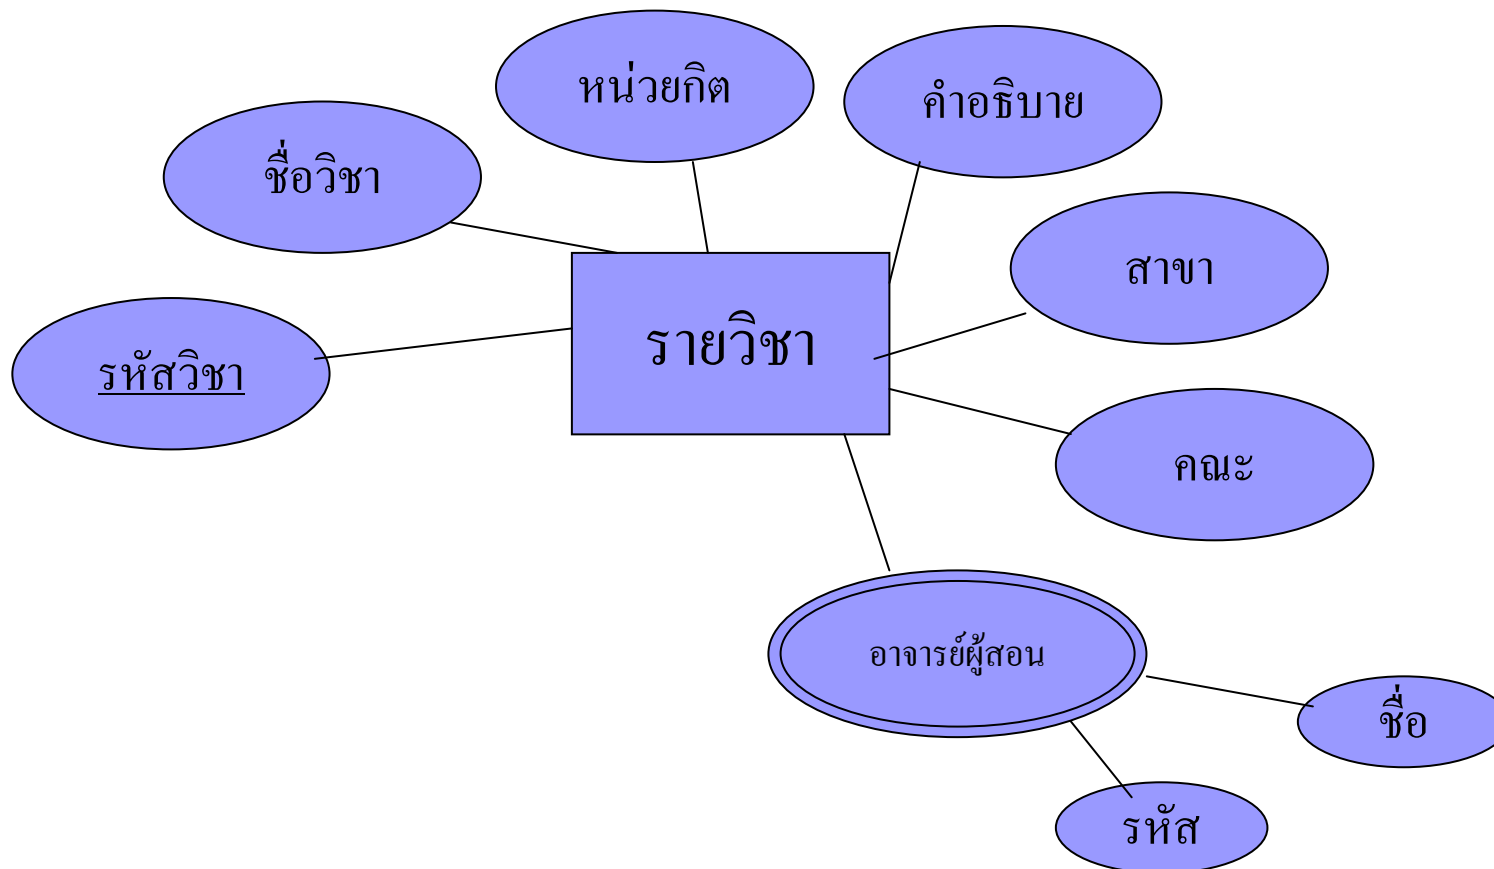 หน่วยกิต
คำอธิบาย
ชื่อวิชา
สาขา
รายวิชา
รหัสวิชา
คณะ
อาจารย์ผู้สอน
ชื่อ
รหัส